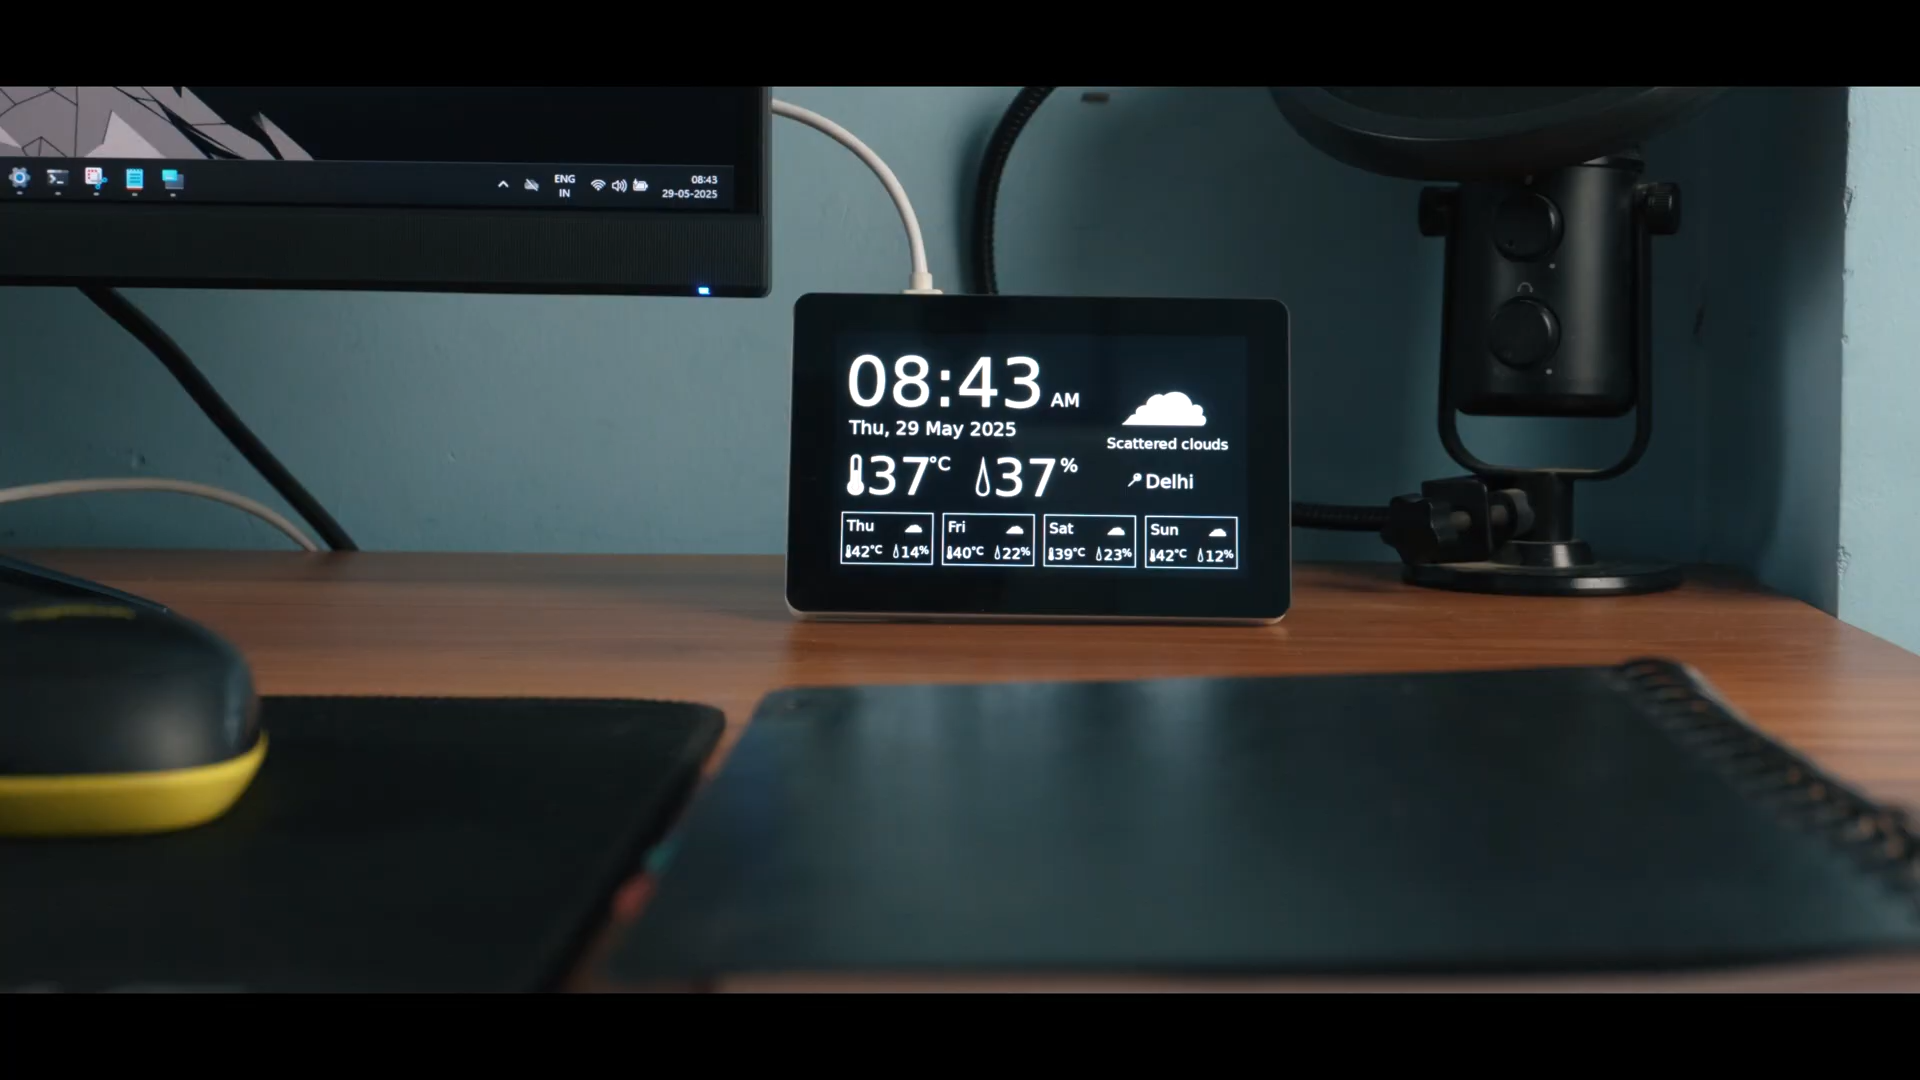 ENG
IN
08:43
29-05-2025
08:43 AM
Thu, 29 May 2025
37°C 37%
Scattered clouds
Delhi
Thu
42°C 14%
Fri
40°C 22%
Sat
39°C 23%
Sun
42°C 12%